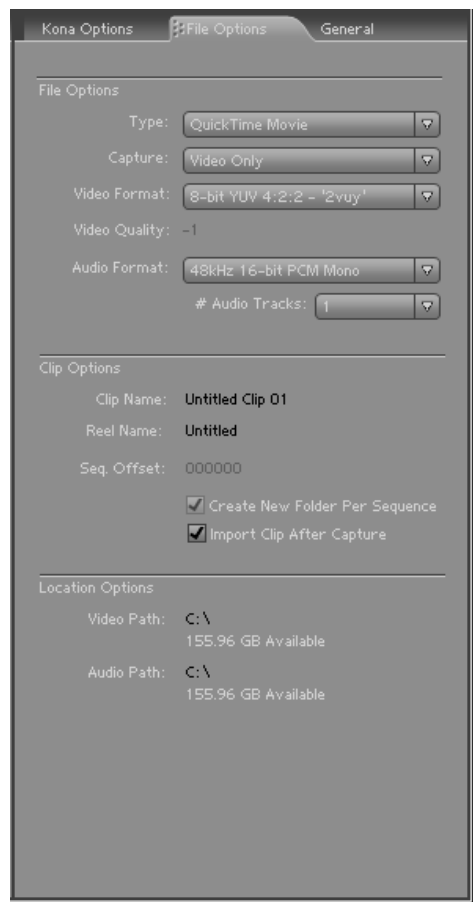 Kona Options File Options General
File Options
Type: QuickTime Movie
Capture: Video Only
Video Format: 8-bit YUV 4:2:2 - '2vuy'
Video Quality: -1
Audio Format: 48kHz 16-bit PCM Mono
# Audio Tracks: 1
Clip Options
Clip Name: Untitled Clip 01
Reel Name: Untitled
Seq. Offset: 000000
Create New Folder Per Sequence
Import Clip After Capture
Location Options
Video Path: C:\
155.96 GB Available
Audio Path: C:\
155.96 GB Available